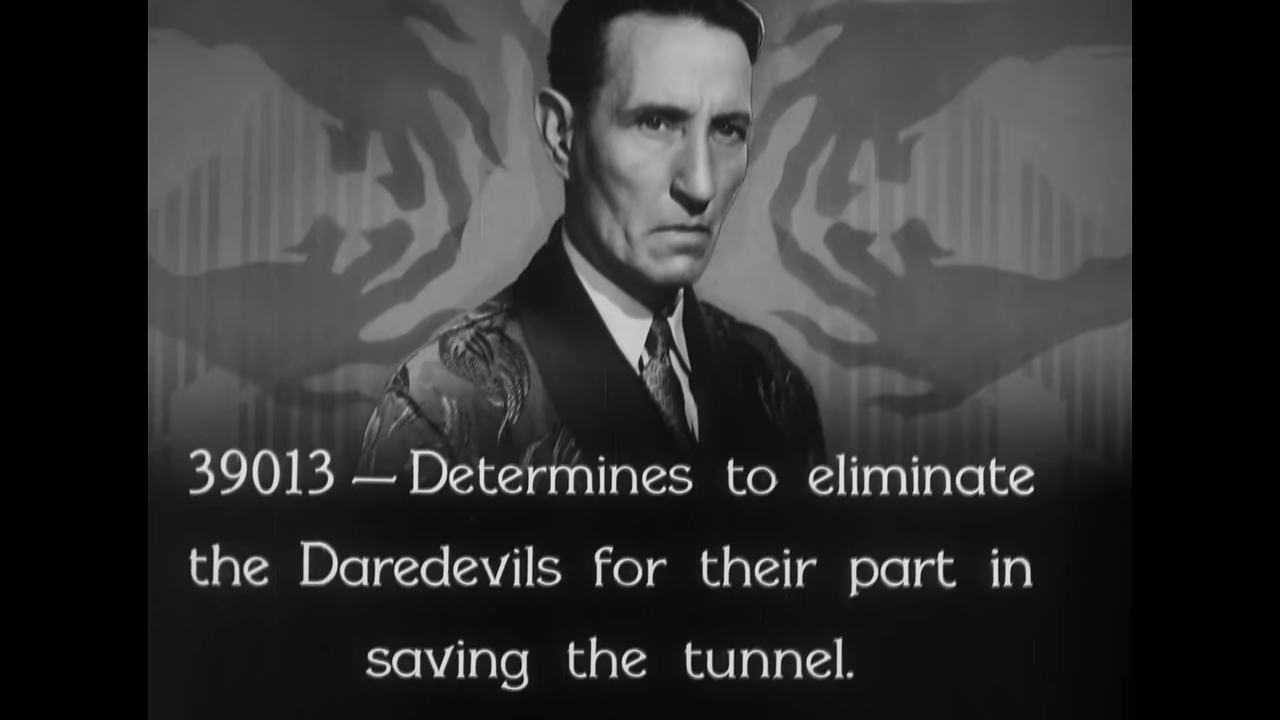 39013 — Determines to eliminate
the Daredevils for their part in
saving the tunnel.